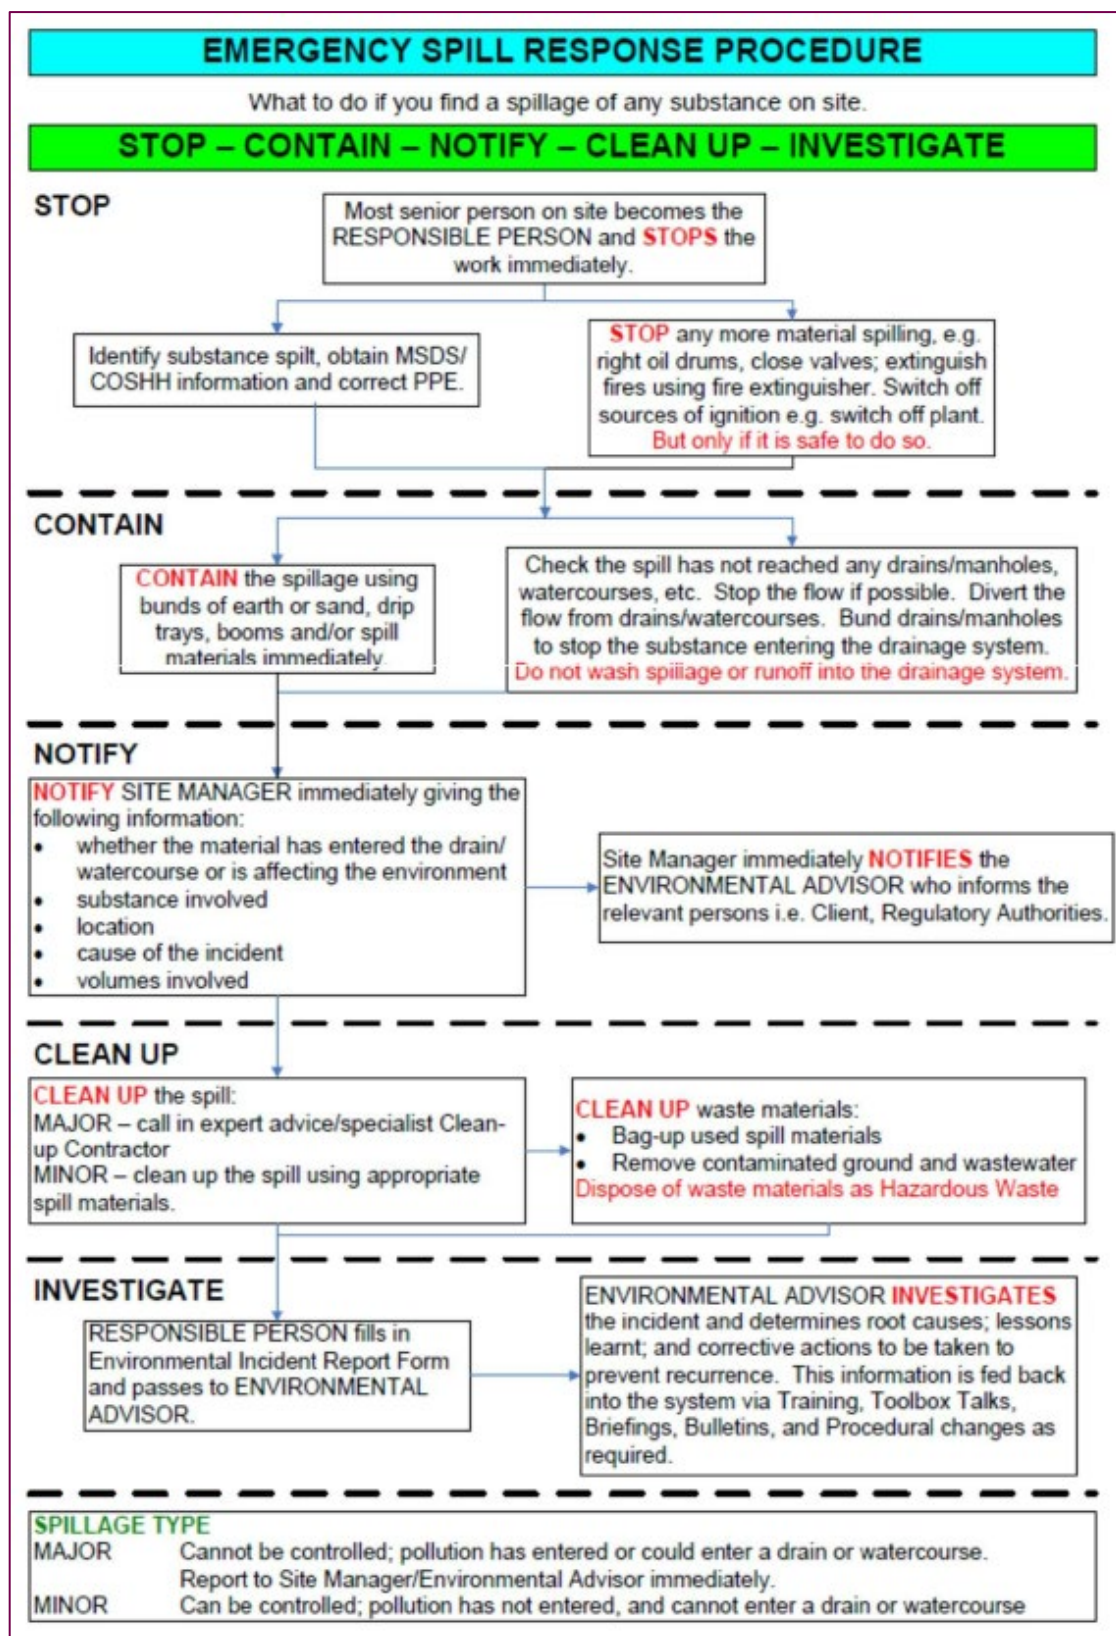 EMERGENCY SPILL RESPONSE PROCEDURE
What to do if you find a spillage of any substance on site.
STOP – CONTAIN – NOTIFY – CLEAN UP – INVESTIGATE
STOP
Most senior person on site becomes the
RESPONSIBLE PERSON and STOPS the
work immediately.
Identify substance spilt, obtain MSDS/
COSHH information and correct PPE.
STOP any more material spilling, e.g.
right oil drums, close valves; extinguish
fires using fire extinguisher. Switch off
sources of ignition e.g. switch off plant.
But only if it is safe to do so.
CONTAIN
CONTAIN the spillage using
bunds of earth or sand, drip
trays, booms and/or spill
materials immediately.
Check the spill has not reached any drains/manholes,
watercourses, etc. Stop the flow if possible. Divert the
flow from drains/watercourses. Bund drains/manholes
to stop the substance entering the drainage system.
Do not wash spillage or runoff into the drainage system.
NOTIFY
NOTIFY SITE MANAGER immediately giving the
following information:
• whether the material has entered the drain/
watercourse or is affecting the environment
• substance involved
• location
• cause of the incident
• volumes involved
Site Manager immediately NOTIFIES the
ENVIRONMENTAL ADVISOR who informs the
relevant persons i.e. Client, Regulatory Authorities.
CLEAN UP
CLEAN UP the spill:
MAJOR – call in expert advice/specialist Clean-
up Contractor
MINOR – clean up the spill using appropriate
spill materials.
CLEAN UP waste materials:
• Bag-up used spill materials
• Remove contaminated ground and wastewater
Dispose of waste materials as Hazardous Waste
INVESTIGATE
RESPONSIBLE PERSON fills in
Environmental Incident Report Form
and passes to ENVIRONMENTAL
ADVISOR.
ENVIRONMENTAL ADVISOR INVESTIGATES
the incident and determines root causes; lessons
learnt; and corrective actions to be taken to
prevent recurrence. This information is fed back
into the system via Training, Toolbox Talks,
Briefings, Bulletins, and Procedural changes as
required.
SPILLAGE TYPE
MAJOR Cannot be controlled; pollution has entered or could enter a drain or watercourse.
Report to Site Manager/Environmental Advisor immediately.
MINOR Can be controlled; pollution has not entered, and cannot enter a drain or watercourse